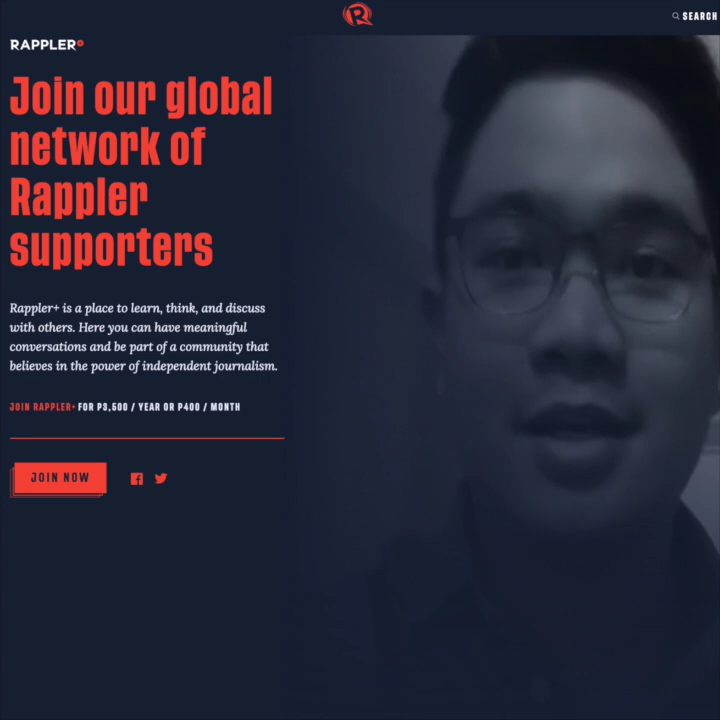 R
SEARCH
RAPPLER+
Join our global
network of
Rappler
supporters
Rappler+ is a place to learn, think, and discuss
with others. Here you can have meaningful
conversations and be part of a community that
believes in the power of independent journalism.
JOIN RAPPLER+ FOR P3,500 / YEAR OR P400 / MONTH
JOIN NOW